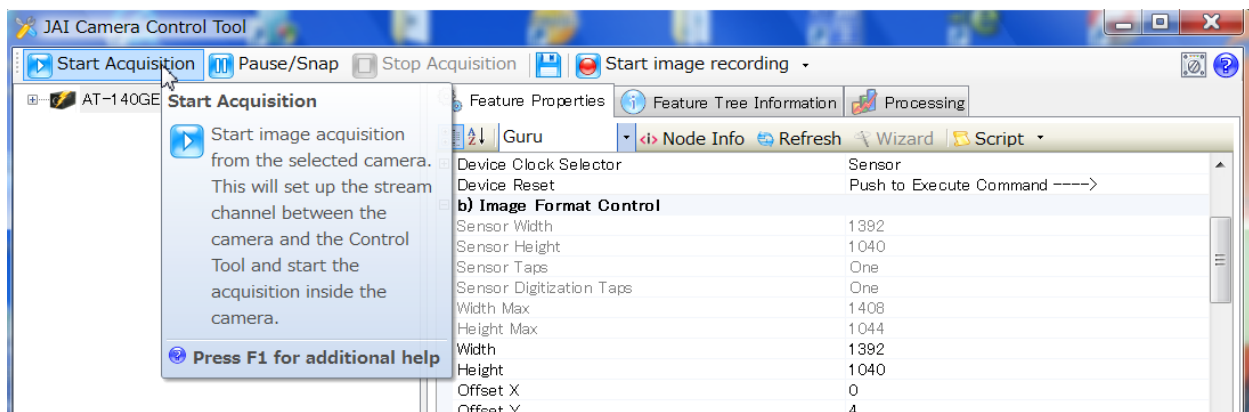 JAI Camera Control Tool
Start Acquisition Pause/Snap Stop Acquisition Start image recording
AT-140GE
Start Acquisition
Start image acquisition
from the selected camera.
This will set up the stream
channel between the
camera and the Control
Tool and start the
acquisition inside the
camera.
Press F1 for additional help
Feature Properties Feature Tree Information Processing
Guru Node Info Refresh Wizard Script
Device Clock Selector Sensor
Device Reset Push to Execute Command ---->
b) Image Format Control
Sensor Width 1392
Sensor Height 1040
Sensor Taps One
Sensor Digitization Taps One
Width Max 1408
Height Max 1044
Width 1392
Height 1040
Offset X 0
Offset Y 4